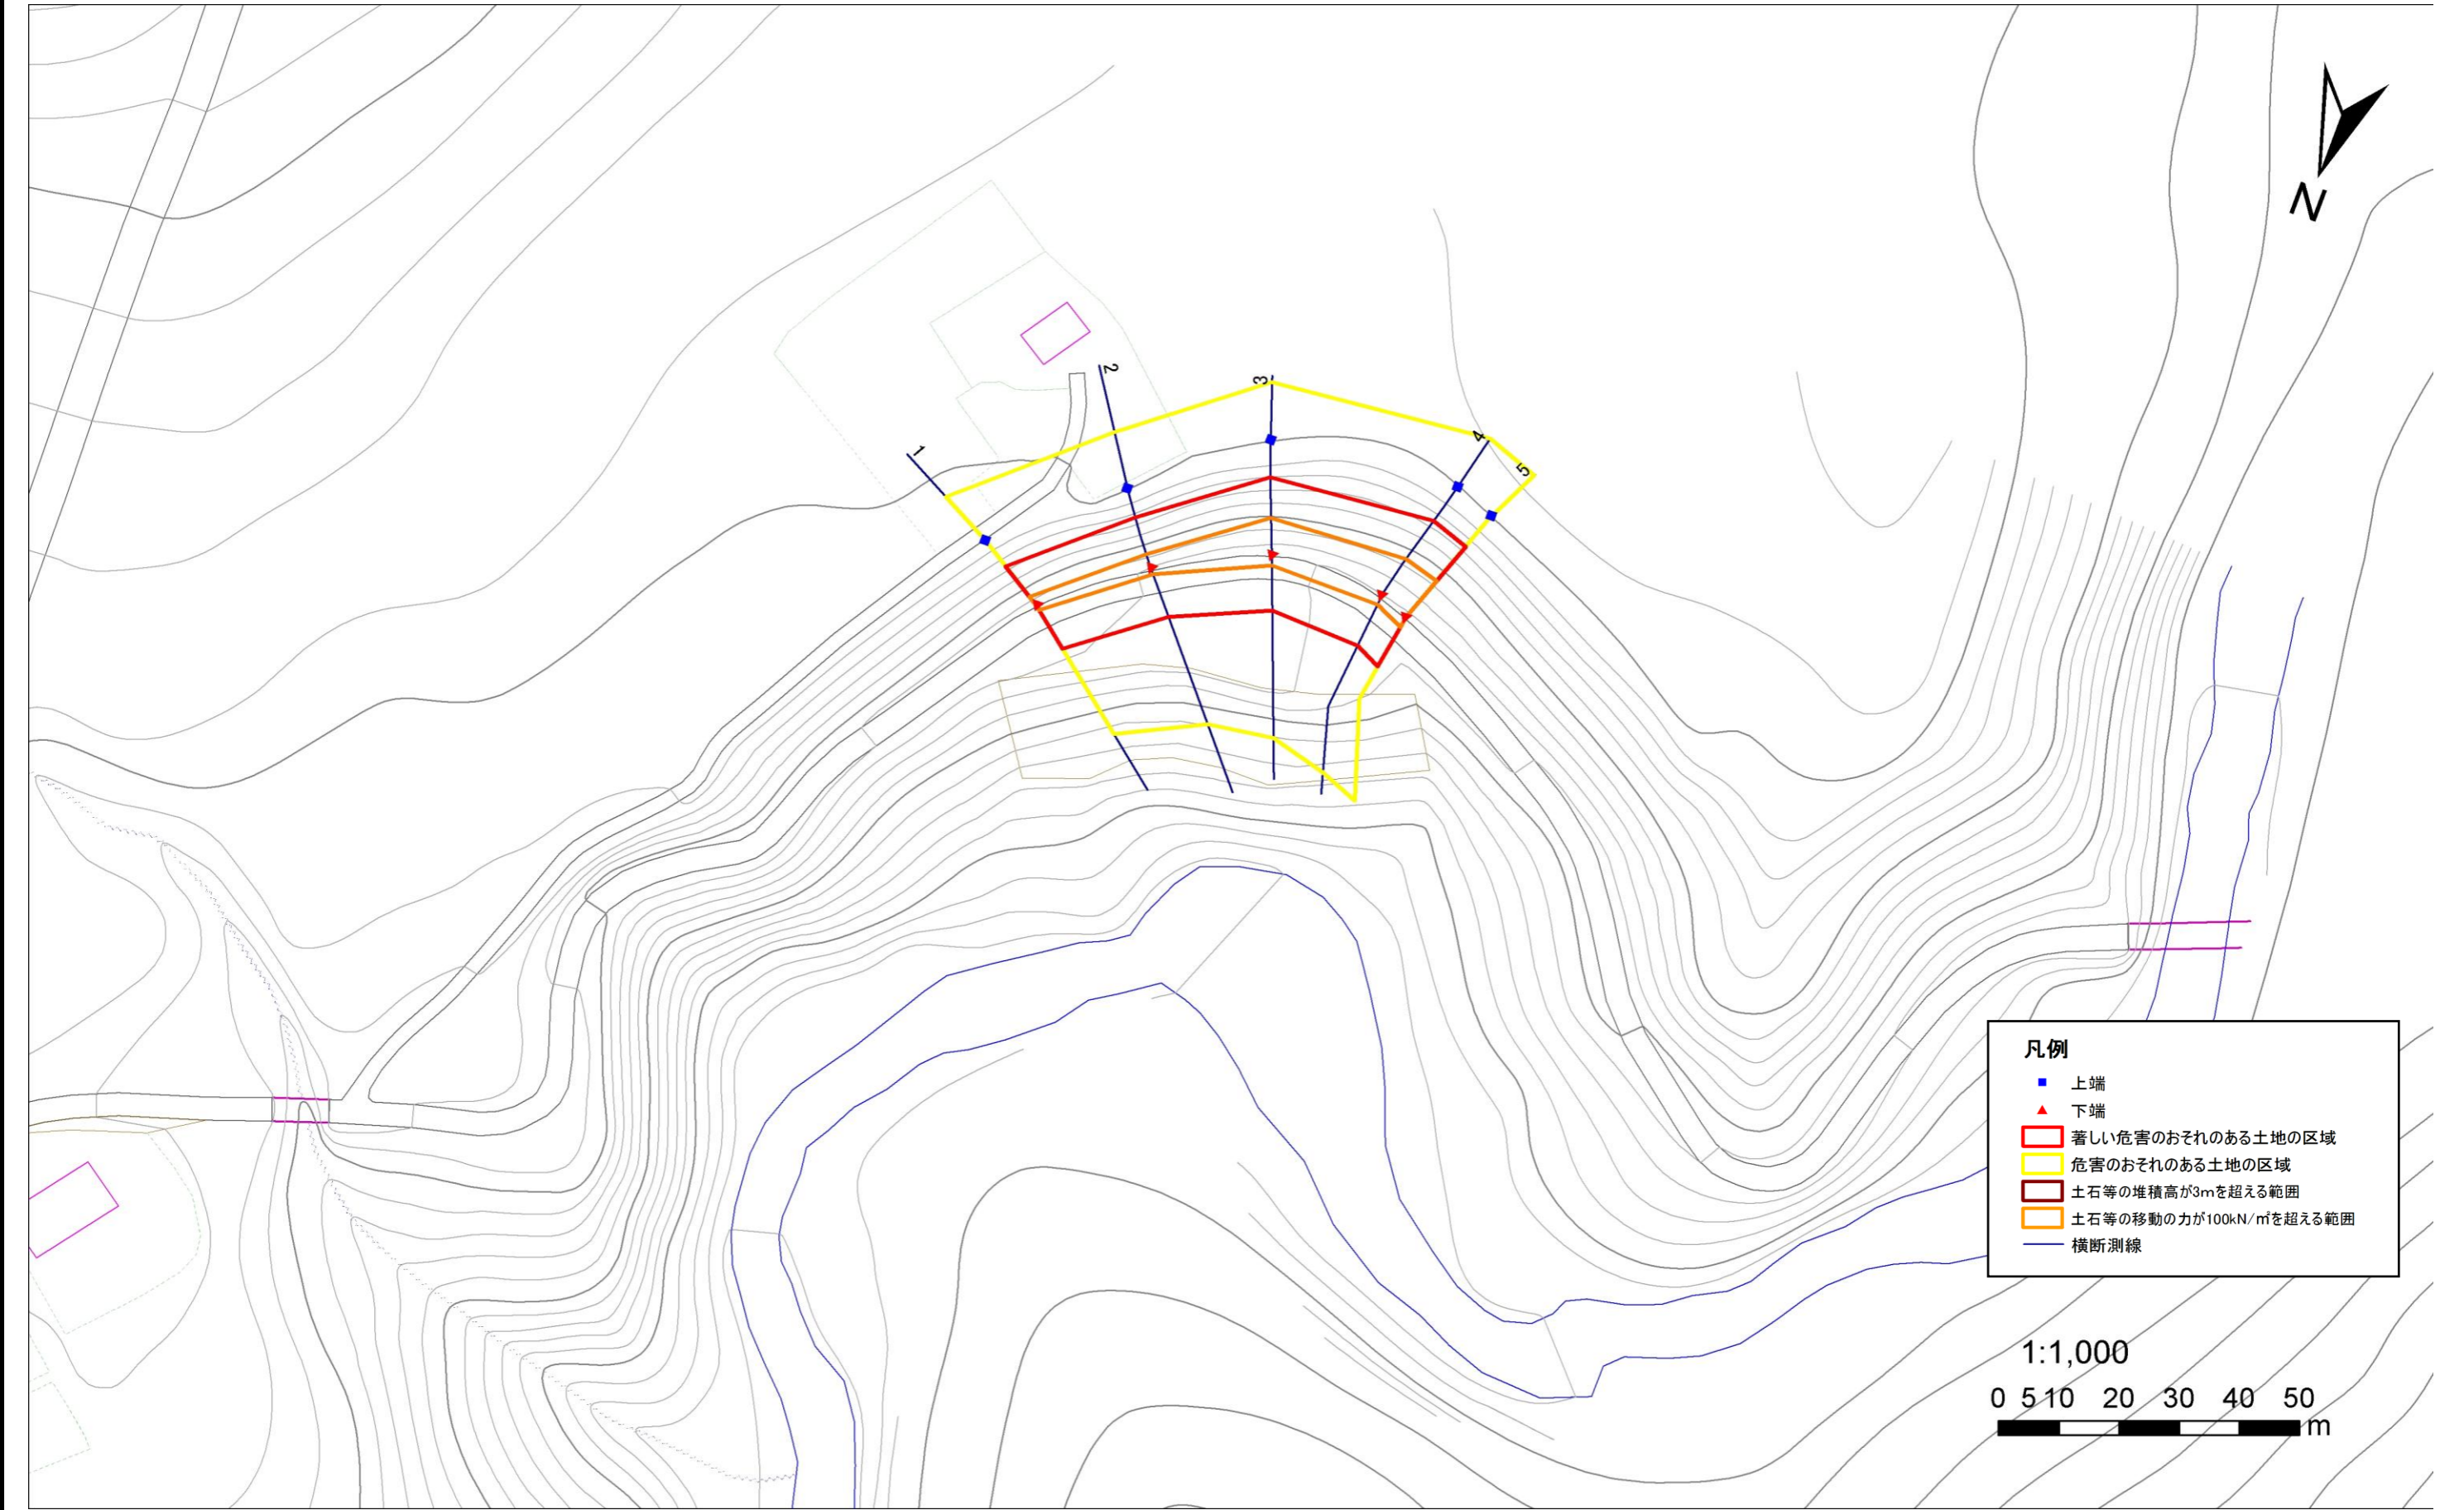 N
1
2
3
4
5
凡例
上端
下端
著しい危害のおそれのある土地の区域
危害のおそれのある土地の区域
土石等の堆積高が3mを超える範囲
土石等の移動の力が100kN/㎡を超える範囲
横断測線
1:1,000
0 5 10 20 30 40 50
m